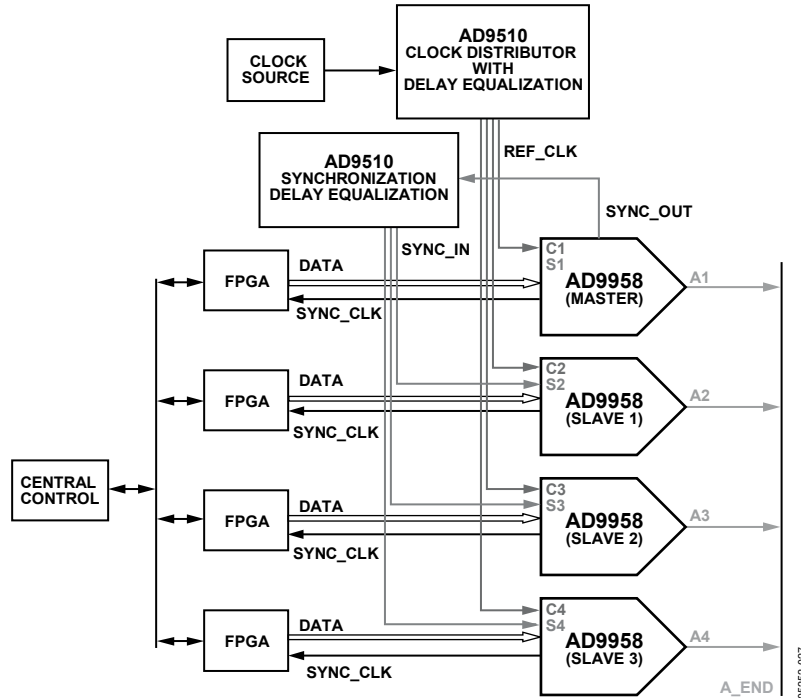 AD9510
CLOCK DISTRIBUTOR
WITH
DELAY EQUALIZATION
CLOCK
SOURCE
REF_CLK
AD9510
SYNCHRONIZATION
DELAY EQUALIZATION
SYNC_OUT
SYNC_IN
FPGA
DATA
SYNC_CLK
C1
S1
AD9958
(MASTER)
A1
FPGA
DATA
SYNC_CLK
C2
S2
AD9958
(SLAVE 1)
A2
CENTRAL
CONTROL
FPGA
DATA
SYNC_CLK
C3
S3
AD9958
(SLAVE 2)
A3
FPGA
DATA
SYNC_CLK
C4
S4
AD9958
(SLAVE 3)
A4
A_END